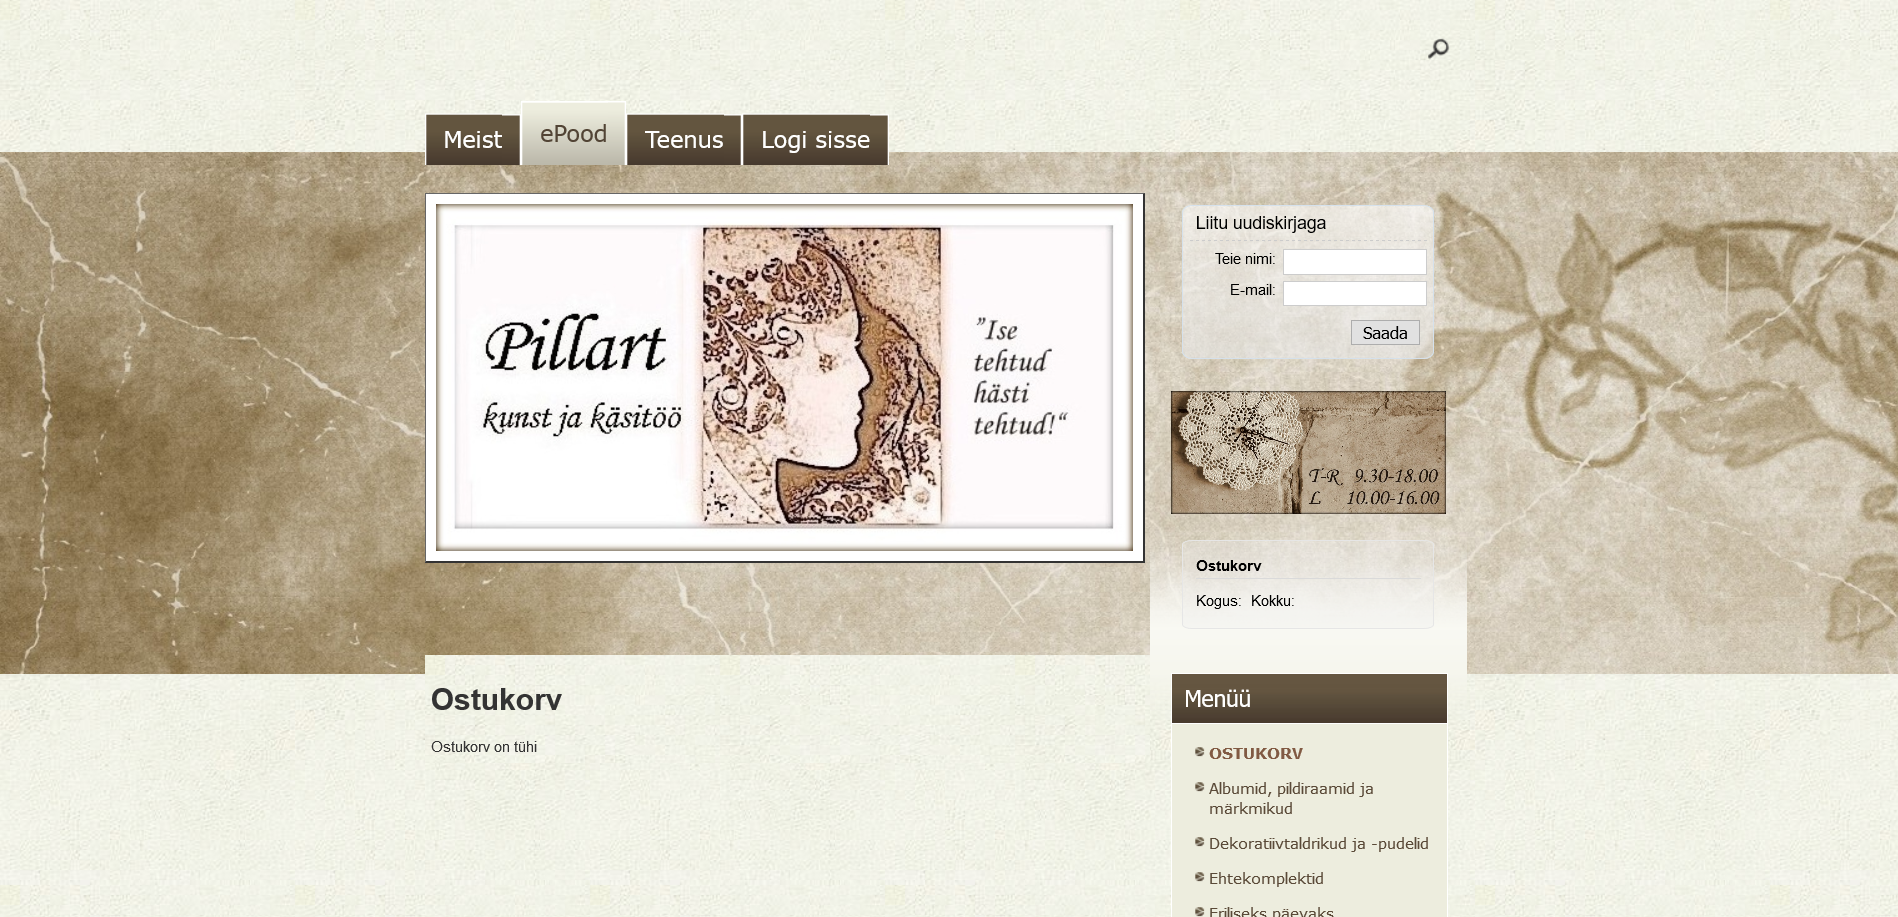 Meist
ePood
Teenus
Logi sisse
Pillart
kunst ja käsitöö
”Ise
tehtud
hästi
tehtud!“
Liitu uudiskirjaga
Teie nimi:
E-mail:
Saada
T-R 9.30-18.00
L 10.00-16.00
Ostukorv
Kogus: Kokku:
Ostukorv
Ostukorv on tühi
Menüü
OSTUKORV
Albumid, pildiraamid ja
märkmikud
Dekoratiivtaldrikud ja -pudelid
Ehtekomplektid
Eriliseks päevaks